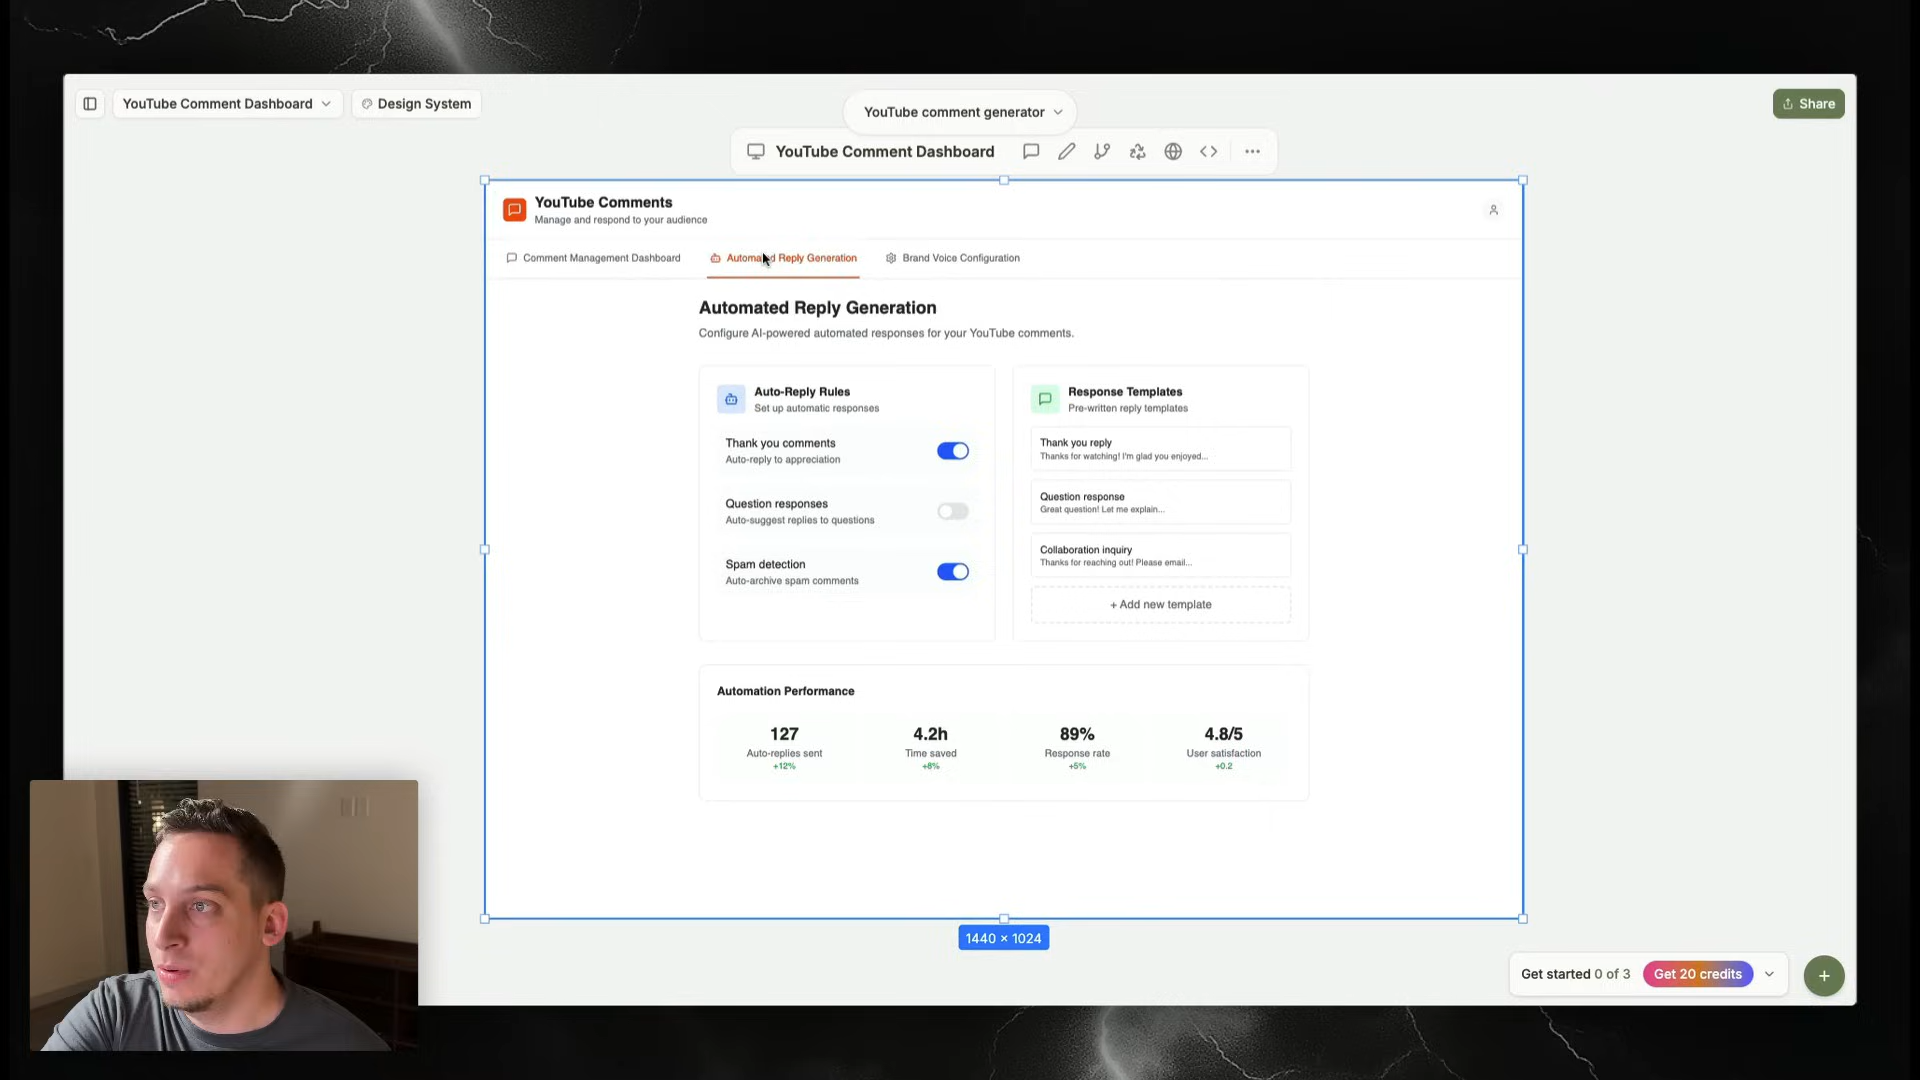 YouTube Comment Dashboard
Design System
YouTube comment generator
Share
YouTube Comment Dashboard
YouTube Comments
Manage and respond to your audience
Comment Management Dashboard
Automated Reply Generation
Brand Voice Configuration
Automated Reply Generation
Configure AI-powered automated responses for your YouTube comments.
Auto-Reply Rules
Set up automatic responses
Thank you comments
Auto-reply to appreciation
Question responses
Auto-suggest replies to questions
Spam detection
Auto-archive spam comments
Response Templates
Pre-written reply templates
Thank you reply
Thanks for watching! I'm glad you enjoyed...
Question response
Great question! Let me explain...
Collaboration inquiry
Thanks for reaching out! Please email...
+ Add new template
Automation Performance
127
Auto-replies sent
+12%
4.2h
Time saved
+8%
89%
Response rate
+5%
4.8/5
User satisfaction
+0.2
1440 × 1024
Get started 0 of 3
Get 20 credits